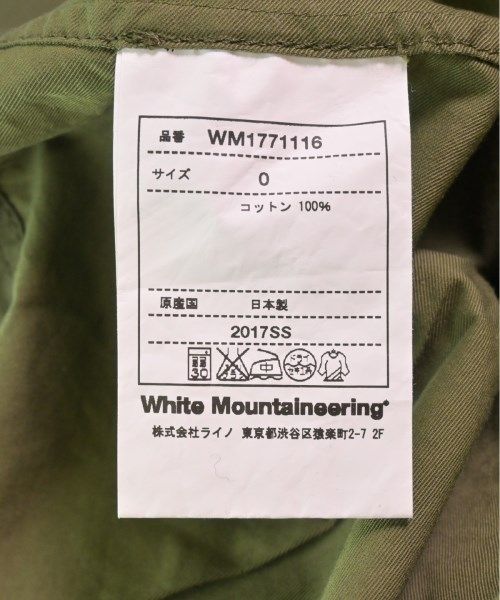 品番 WM1771116
サイズ 0
コットン 100%
原産国 日本製
2017SS
30
White Mountaineering®
株式会社ライノ 東京都渋谷区猿楽町2-7 2F